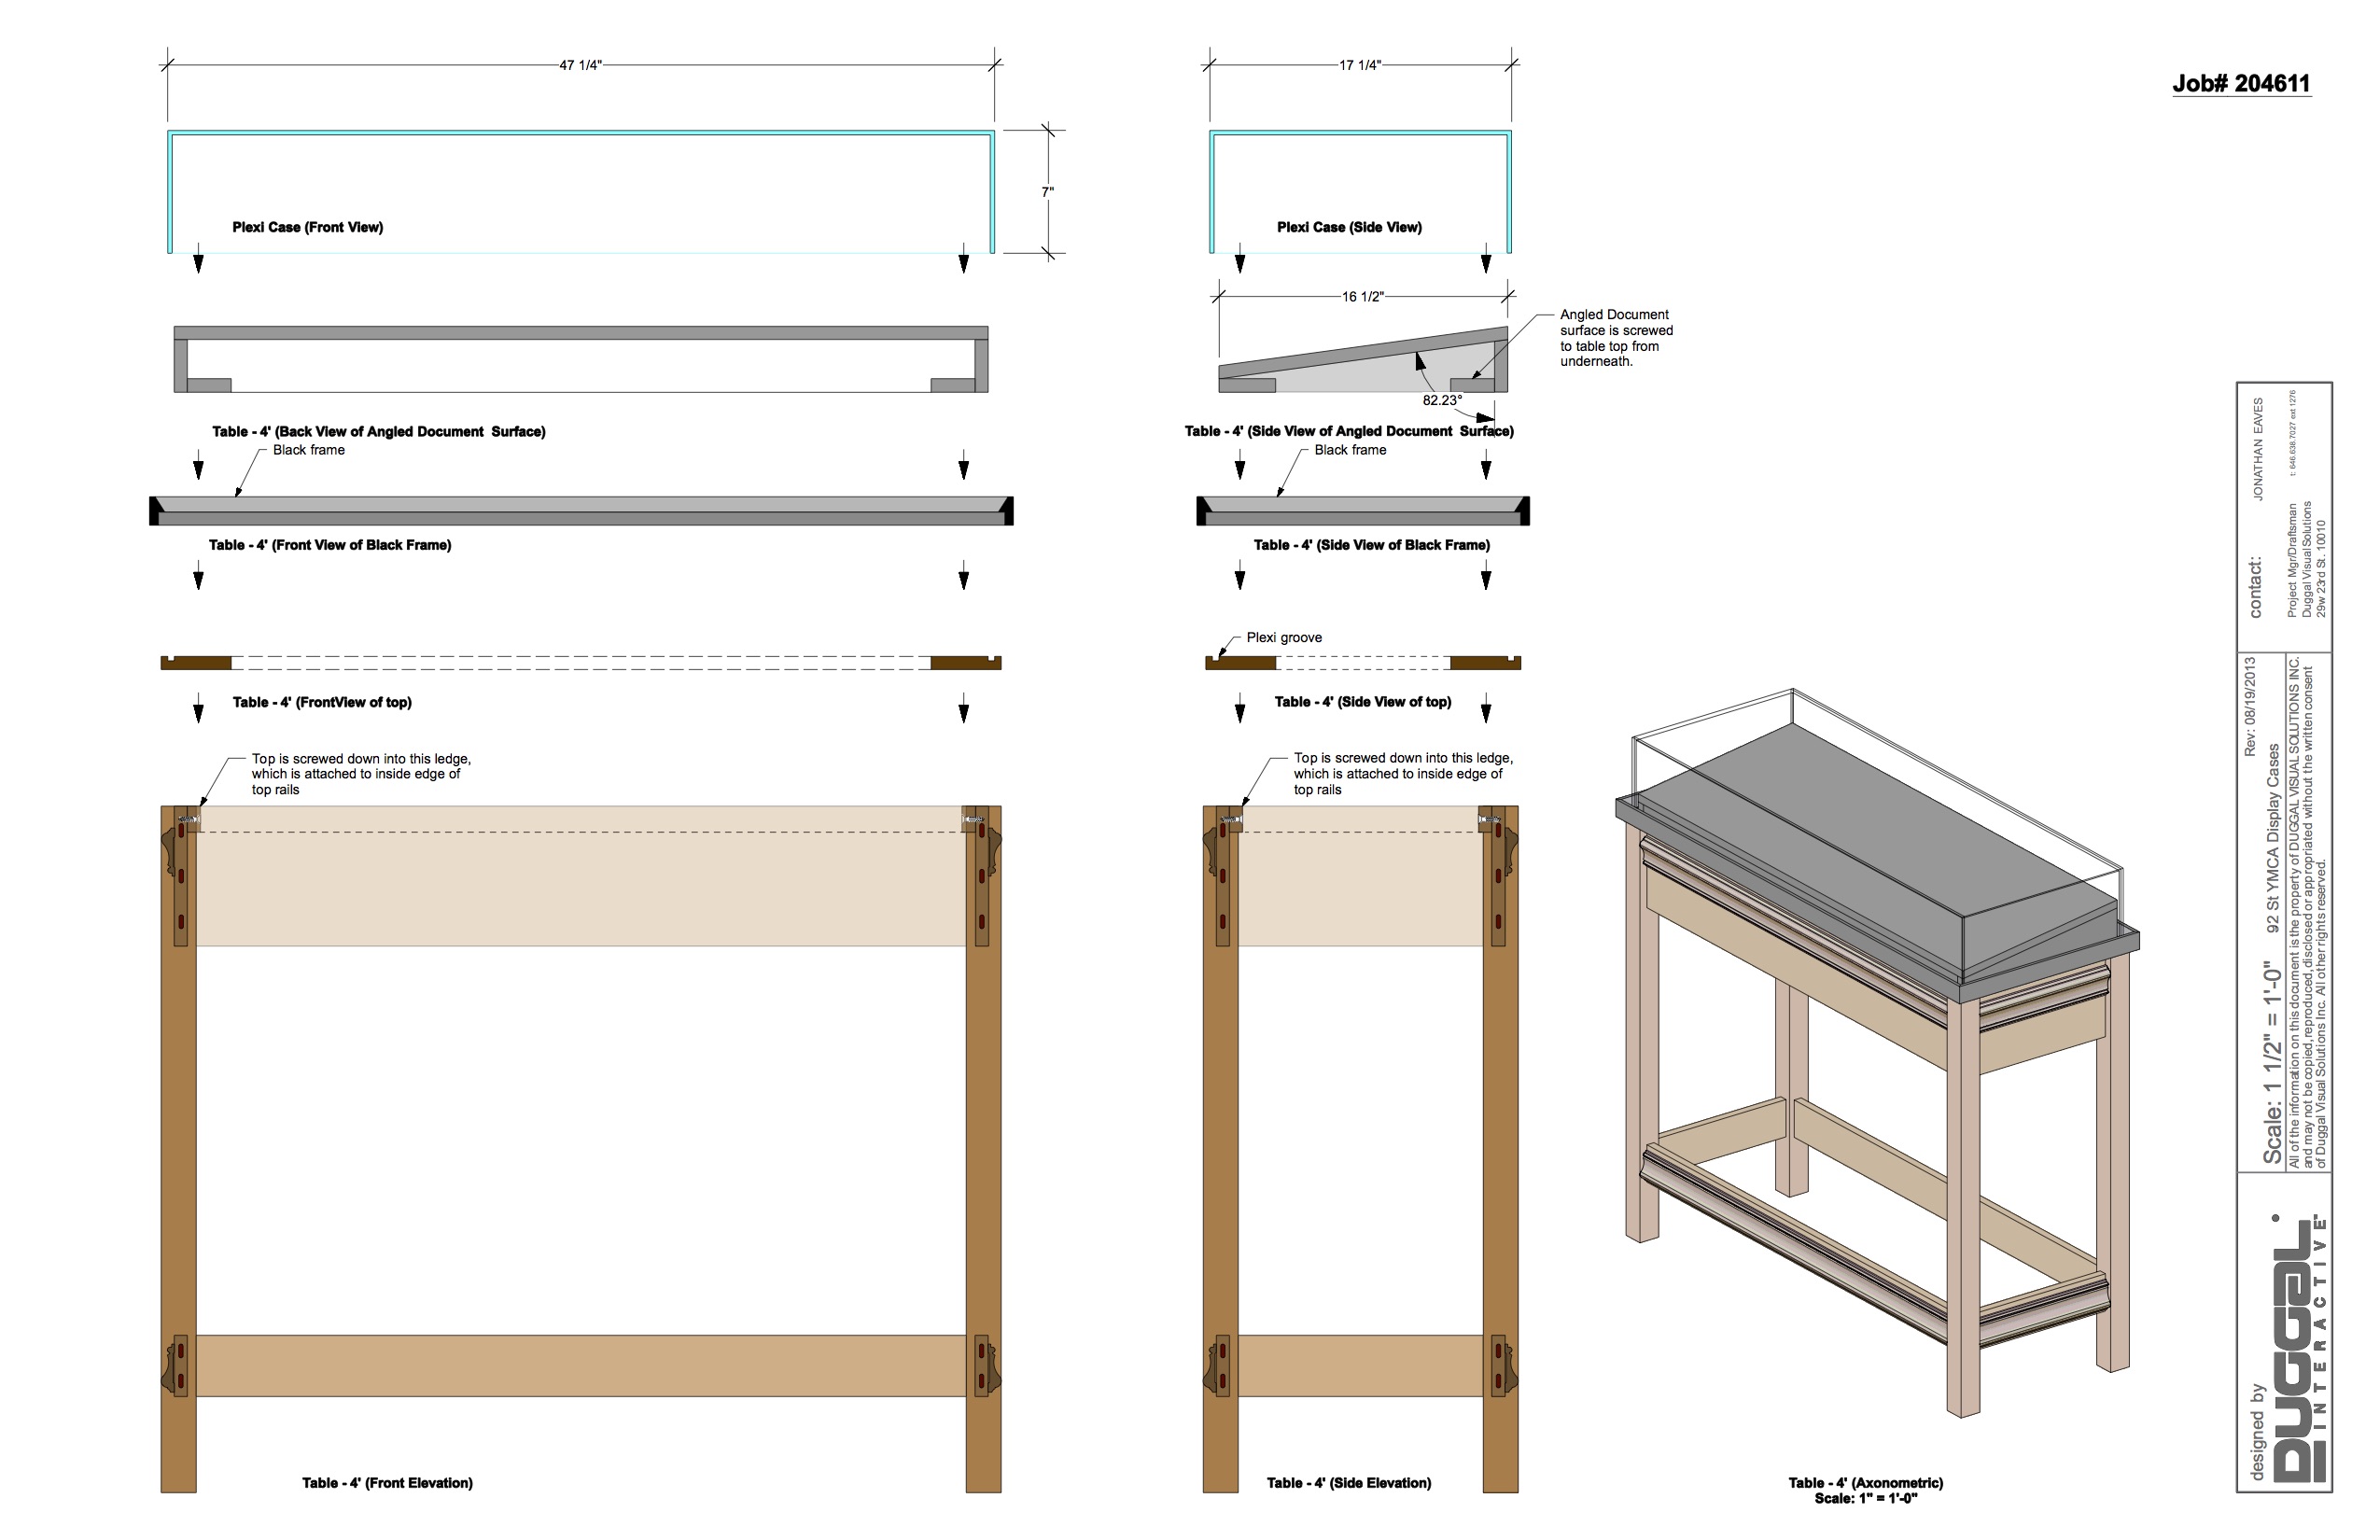 47 1/4"
17 1/4"
Job# 204611
7"
Plexi Case (Front View)
Plexi Case (Side View)
16 1/2"
Angled Document
surface is screwed
to table top from
underneath.
82.23°
Table - 4' (Back View of Angled Document  Surface)
Black frame
Table - 4' (Side View of Angled Document  Surface)
Black frame
Table - 4' (Front View of Black Frame)
Table - 4' (Side View of Black Frame)
Plexi groove
Table - 4' (FrontView of top)
Table - 4' (Side View of top)
Top is screwed down into this ledge,
which is attached to inside edge of
top rails
Top is screwed down into this ledge,
which is attached to inside edge of
top rails
Table - 4' (Front Elevation)
Table - 4' (Side Elevation)
Table - 4' (Axonometric)
Scale: 1" = 1'-0"
contact:
JONATHAN EAVES
Project Mgr/Draftsman
t: 646.638.7027 ext 1276
Duggal Visual Solutions
29w 23rd St. 10010
Rev: 08/19/2013
Scale: 1 1/2" = 1'-0"
92 St YMCA Display Cases
All of the information on this document is the property of DUGGAL VISUAL SOLUTIONS INC.
and may not be copied, reproduced, disclosed or appropriated without the written consent
of Duggal Visual Solutions Inc. All other rights reserved.
designed by
DUGGAL
INTERACTIVE